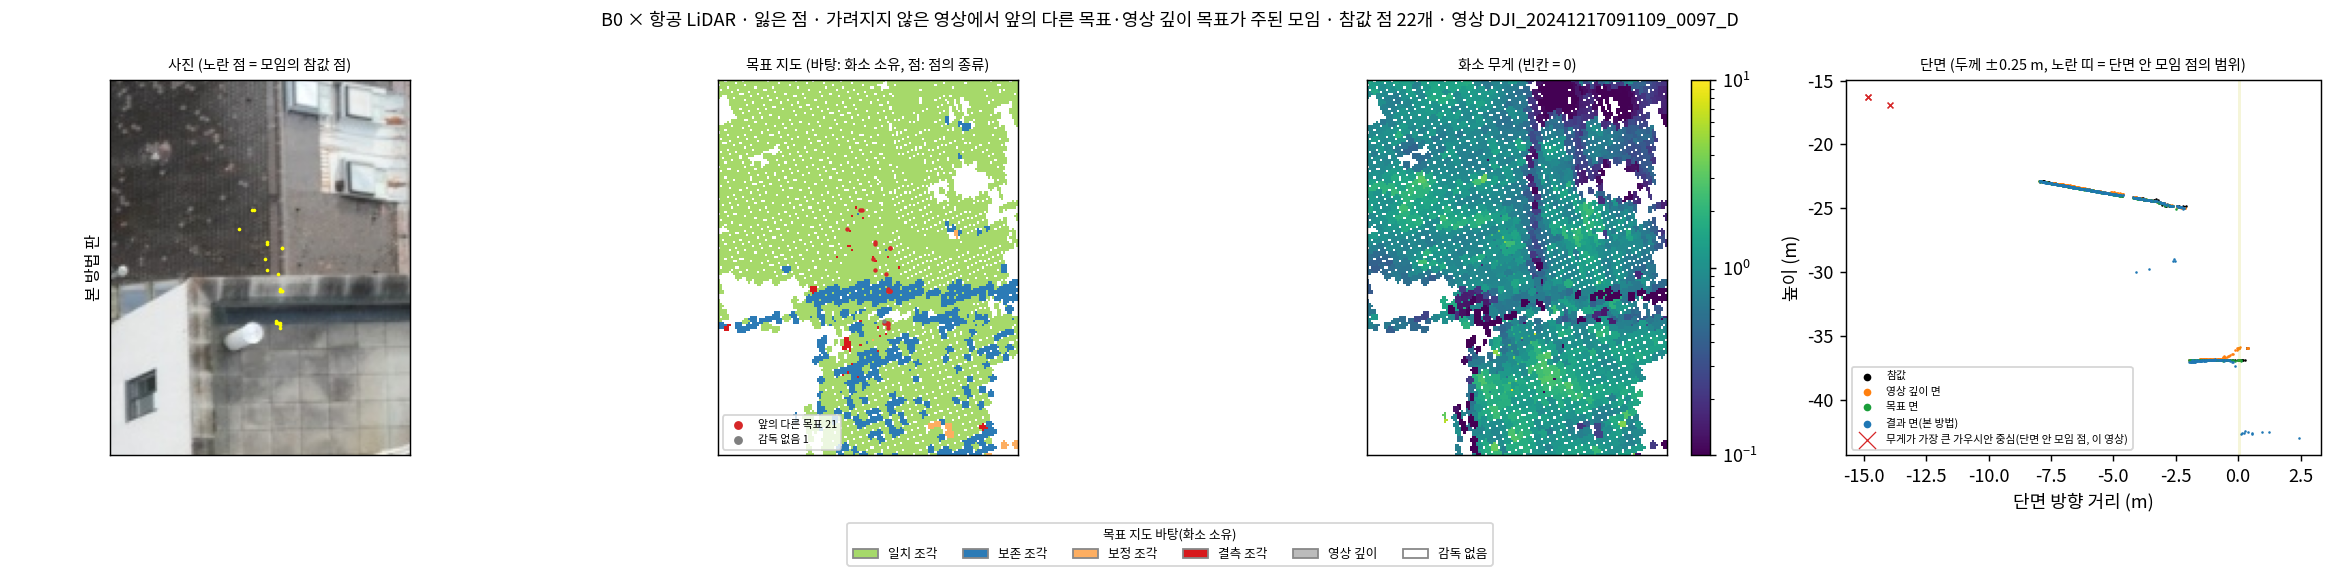 B0 × 항공 LiDAR · 잃은 점 · 가려지지 않은 영상에서 앞의 다른 목표·영상 깊이 목표가 주된 모임 · 참값 점 22개 · 영상 DJI_20241217091109_0097_D
사진 (노란 점 = 모임의 참값 점)
목표 지도 (바탕: 화소 소유, 점: 점의 종류)
화소 무게 (빈칸 = 0)
단면 (두께 ±0.25 m, 노란 띠 = 단면 안 모임 점의 범위)
본 방법 판
앞의 다른 목표 21
감독 없음 1
10¹
10⁰
10⁻¹
높이 (m)
-15
-20
-25
-30
-35
-40
참값
영상 깊이 면
목표 면
결과 면(본 방법)
무게가 가장 큰 가우시안 중심(단면 안 모임 점, 이 영상)
-15.0 -12.5 -10.0 -7.5 -5.0 -2.5 0.0 2.5
단면 방향 거리 (m)
목표 지도 바탕(화소 소유)
일치 조각 보존 조각 보정 조각 결측 조각 영상 깊이 감독 없음